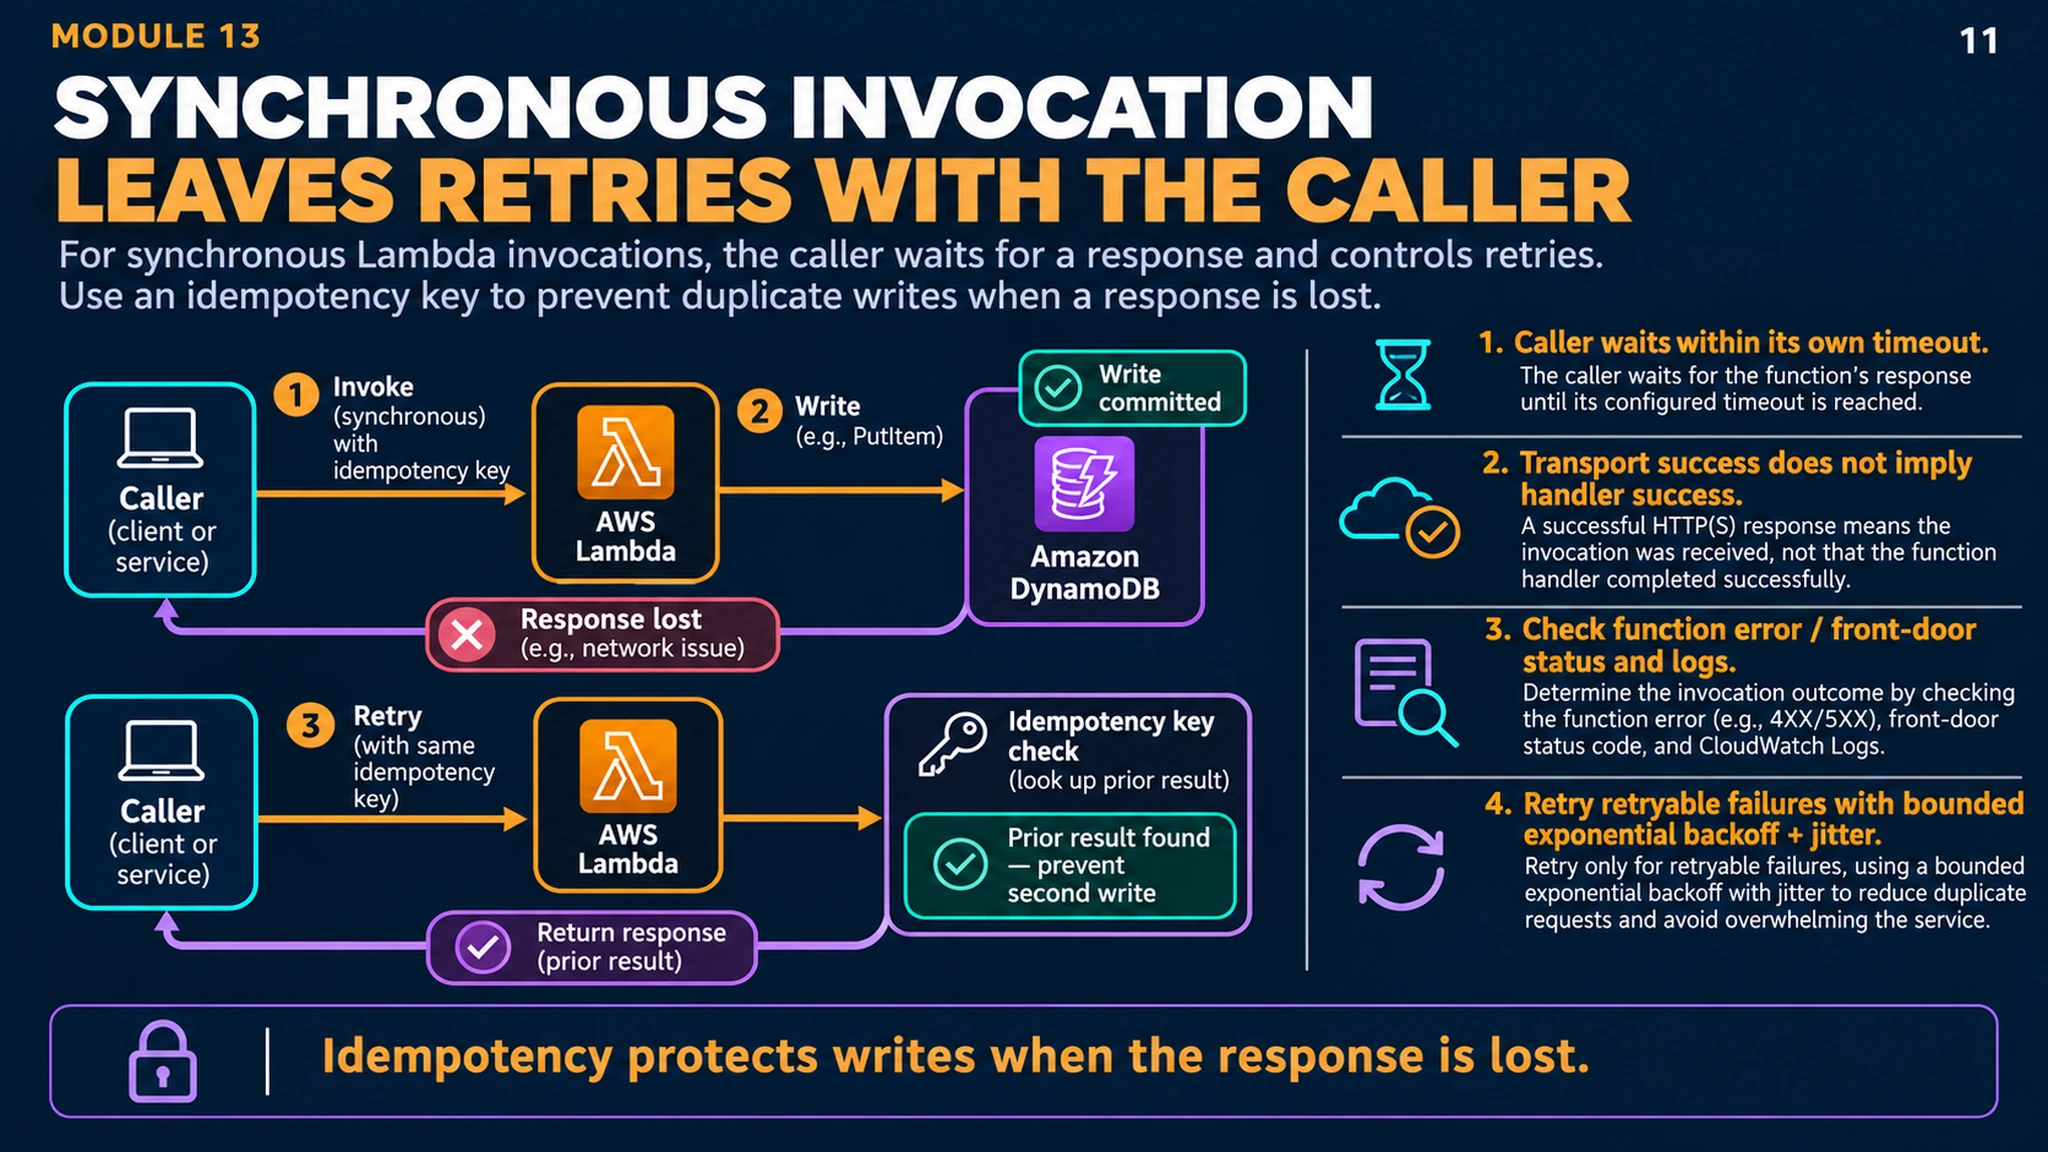 MODULE 13
11
SYNCHRONOUS INVOCATION
LEAVES RETRIES WITH THE CALLER
For synchronous Lambda invocations, the caller waits for a response and controls retries.
Use an idempotency key to prevent duplicate writes when a response is lost.
Caller
(client or
service)
1
Invoke
(synchronous)
with
idempotency key
AWS
Lambda
2
Write
(e.g., PutItem)
Write
committed
Amazon
DynamoDB
Response lost
(e.g., network issue)
Caller
(client or
service)
3
Retry
(with same
idempotency
key)
AWS
Lambda
Idempotency key
check
(look up prior result)
Prior result found
— prevent
second write
Return response
(prior result)
1. Caller waits within its own timeout.
The caller waits for the function's response
until its configured timeout is reached.
2. Transport success does not imply
handler success.
A successful HTTP(S) response means the
invocation was received, not that the function
handler completed successfully.
3. Check function error / front-door
status and logs.
Determine the invocation outcome by checking
the function error (e.g., 4XX/5XX), front-door
status code, and CloudWatch Logs.
4. Retry retryable failures with bounded
exponential backoff + jitter.
Retry only for retryable failures, using a bounded
exponential backoff with jitter to reduce duplicate
requests and avoid overwhelming the service.
Idempotency protects writes when the response is lost.